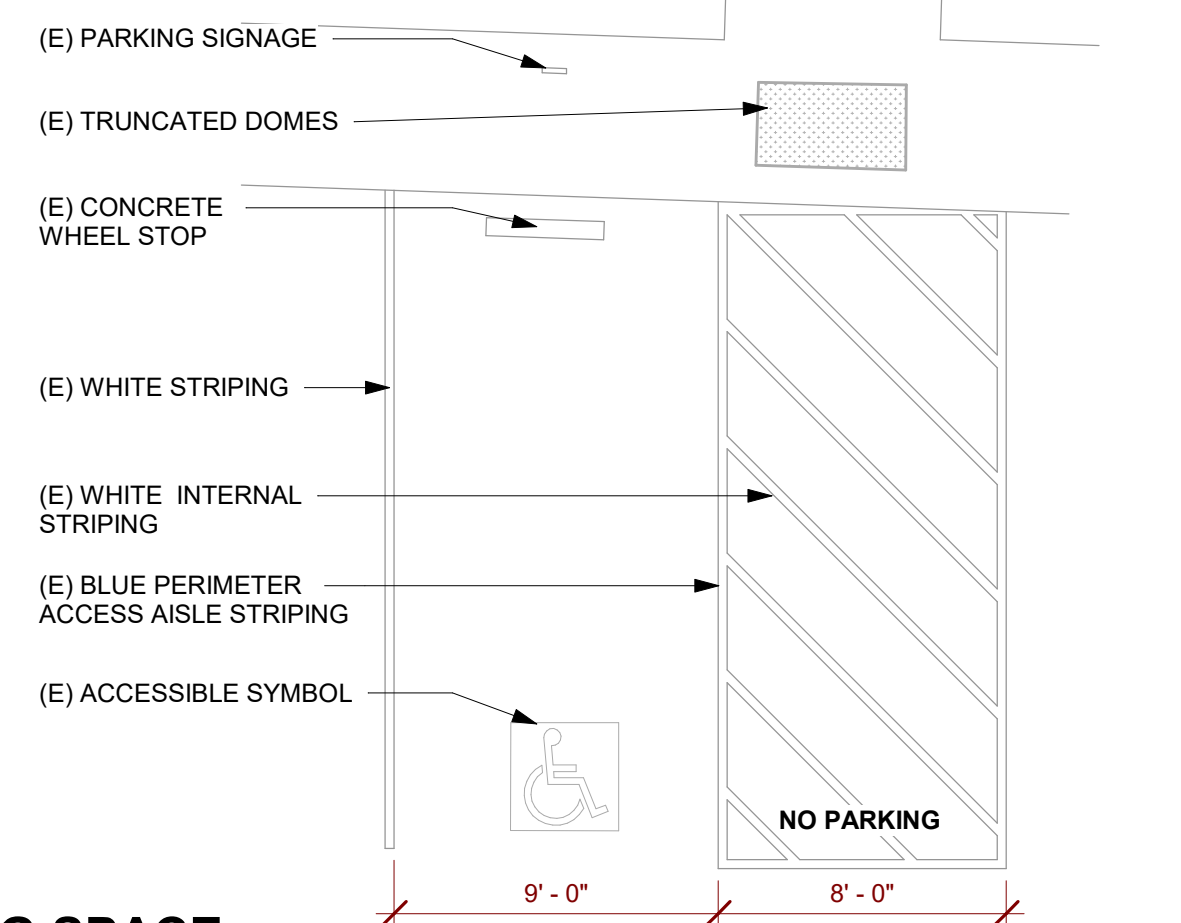 (E) PARKING SIGNAGE
(E) TRUNCATED DOMES
(E) CONCRETE
WHEEL STOP
(E) WHITE STRIPING
(E) WHITE INTERNAL
STRIPING
(E) BLUE PERIMETER
ACCESS AISLE STRIPING
(E) ACCESSIBLE SYMBOL
NO PARKING
9' - 0"
8' - 0"
SPACE